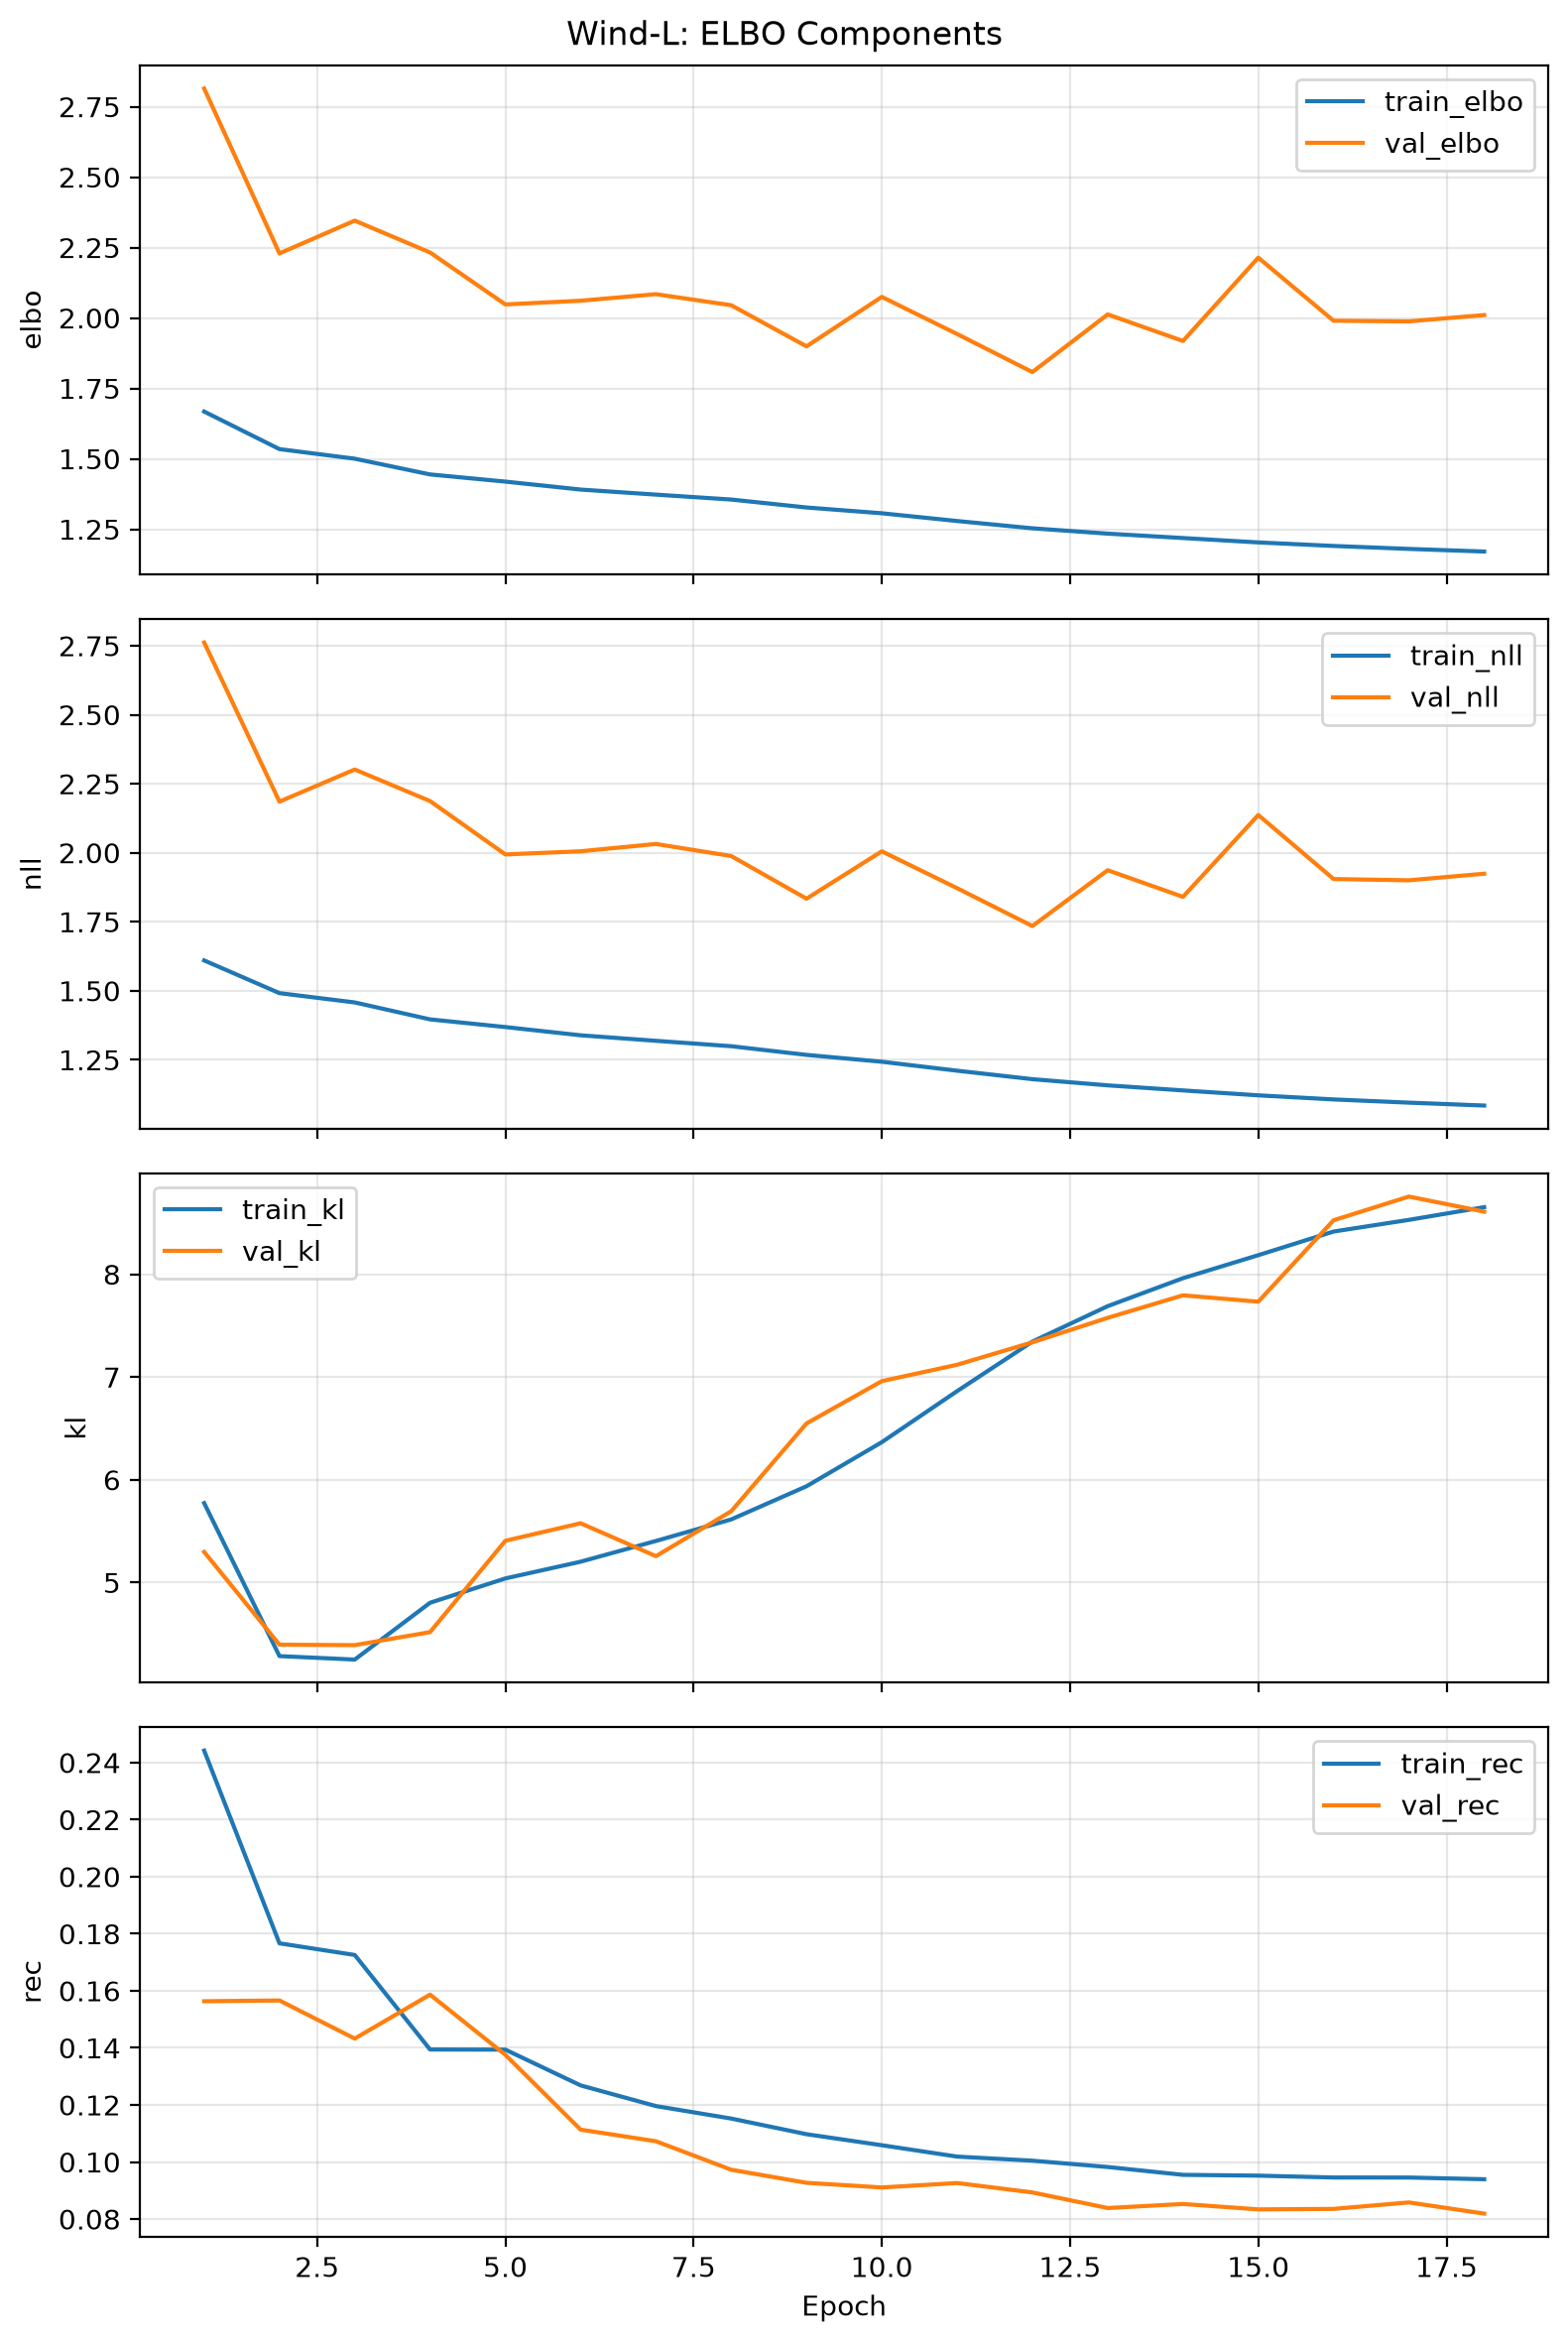 Wind-L: ELBO Components
2.75
2.50
2.25
2.00
1.75
1.50
1.25
elbo
train_elbo
val_elbo
2.75
2.50
2.25
2.00
1.75
1.50
1.25
nll
train_nll
val_nll
8
7
6
5
kl
train_kl
val_kl
0.24
0.22
0.20
0.18
0.16
0.14
0.12
0.10
0.08
rec
train_rec
val_rec
2.5 5.0 7.5 10.0 12.5 15.0 17.5
Epoch